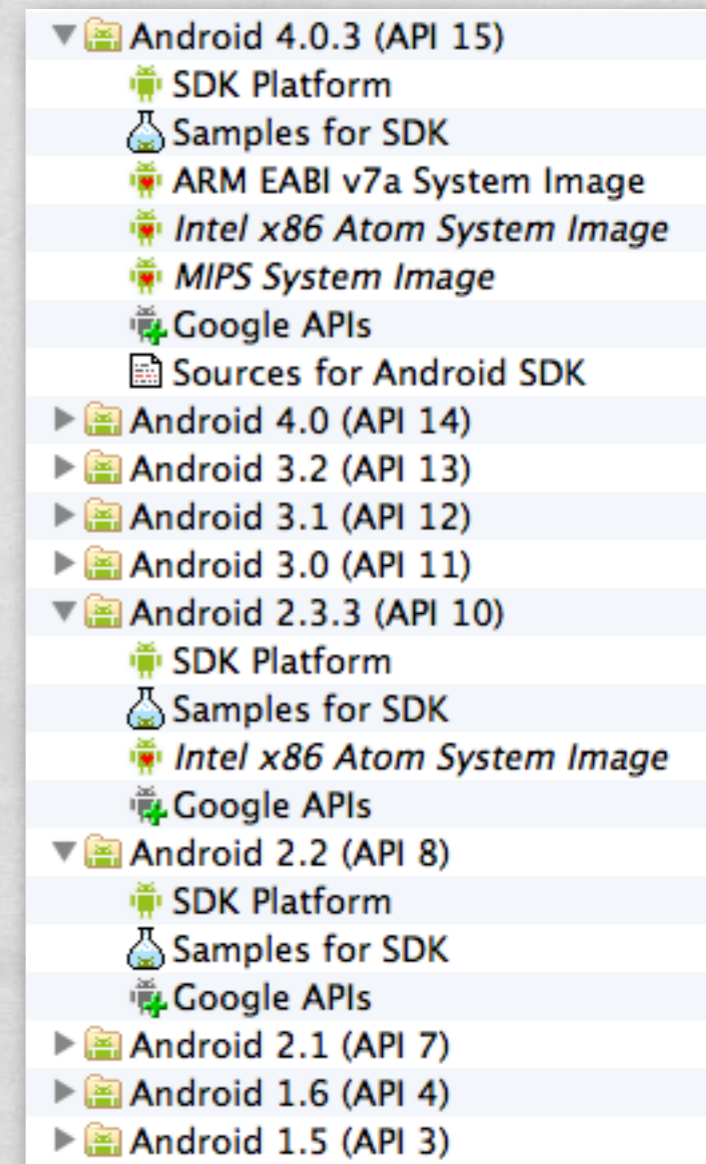 Android 4.0.3 (API 15)
SDK Platform
Samples for SDK
ARM EABI v7a System Image
Intel x86 Atom System Image
MIPS System Image
Google APIs
Sources for Android SDK
Android 4.0 (API 14)
Android 3.2 (API 13)
Android 3.1 (API 12)
Android 3.0 (API 11)
Android 2.3.3 (API 10)
SDK Platform
Samples for SDK
Intel x86 Atom System Image
Google APIs
Android 2.2 (API 8)
SDK Platform
Samples for SDK
Google APIs
Android 2.1 (API 7)
Android 1.6 (API 4)
Android 1.5 (API 3)